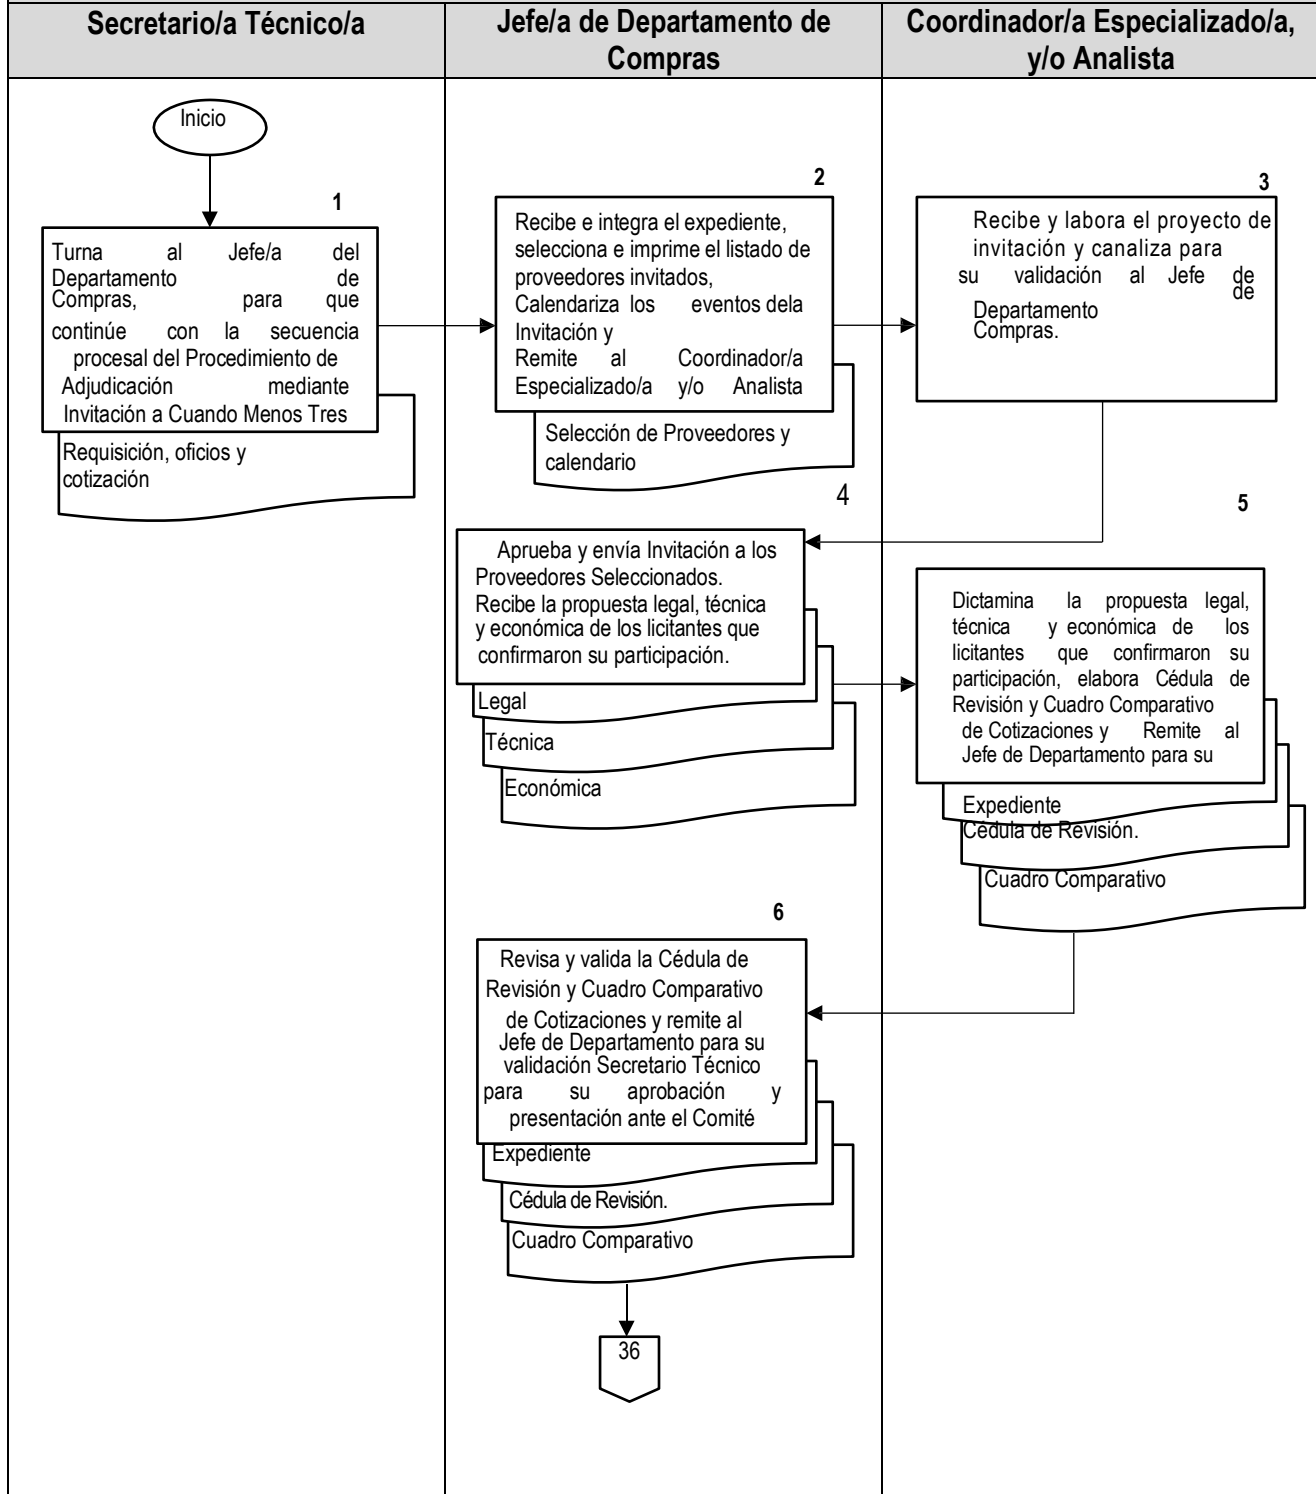 Secretario/a Técnico/a
Jefe/a de Departamento de
Compras
Coordinador/a Especializado/a,
y/o Analista
Inicio
1
Turna al Jefe/a del
Departamento de
Compras, para que
continúe con la secuencia
procesal del Procedimiento de
Adjudicación mediante
Invitación a Cuando Menos Tres
Requisición, oficios y
cotización
2
Recibe e integra el expediente,
selecciona e imprime el listado de
proveedores invitados,
Calendariza los eventos dela
Invitación y
Remite al Coordinador/a
Especializado/a y/o Analista
Selección de Proveedores y
calendario
3
Recibe y labora el proyecto de
invitación y canaliza para
su validación al Jefe de
de
Departamento
Compras.
4
Aprueba y envía Invitación a los
Proveedores Seleccionados.
Recibe la propuesta legal, técnica
y económica de los licitantes que
confirmaron su participación.
Legal
Técnica
Económica
5
Dictamina la propuesta legal,
técnica y económica de los
licitantes que confirmaron su
participación, elabora Cédula de
Revisión y Cuadro Comparativo
de Cotizaciones y Remite al
Jefe de Departamento para su
Expediente
Cédula de Revisión.
Cuadro Comparativo
6
Revisa y valida la Cédula de
Revisión y Cuadro Comparativo
de Cotizaciones y remite al
Jefe de Departamento para su
validación Secretario Técnico
para su aprobación y
presentación ante el Comité
Expediente
Cédula de Revisión.
Cuadro Comparativo
36